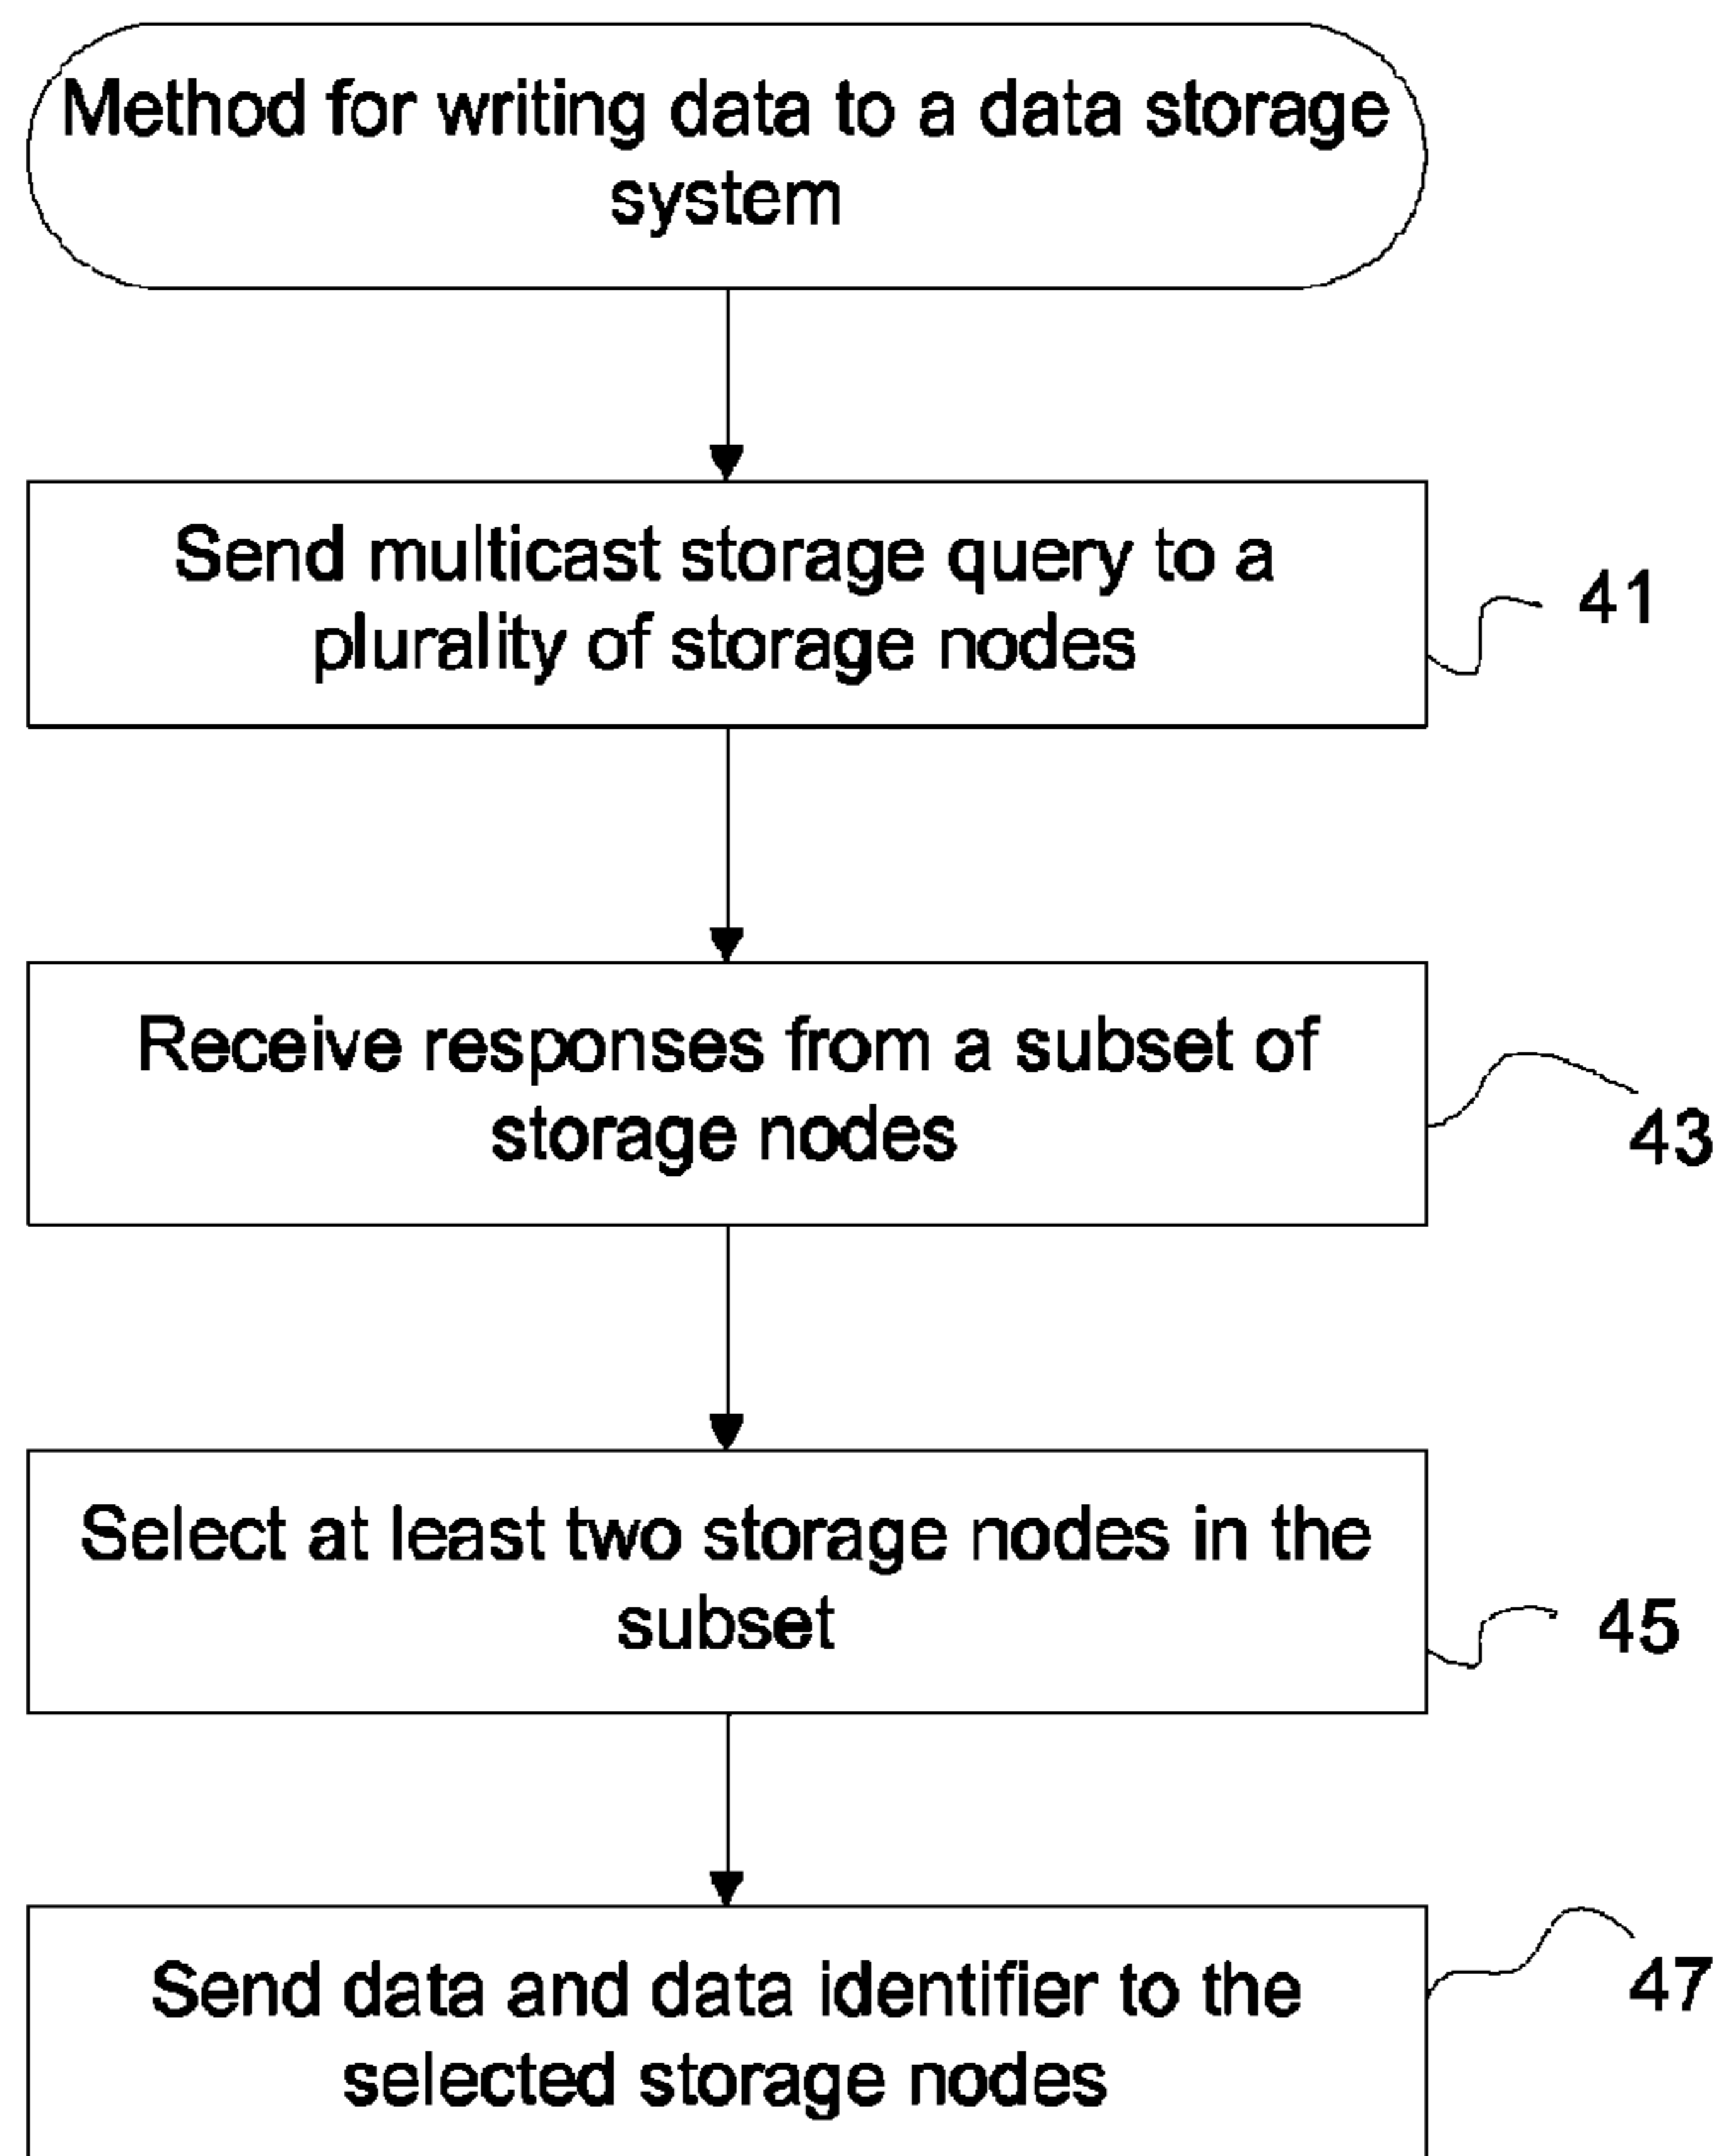 Method for writing data to a data storage
system
Send multicast storage query to a
plurality of storage nodes
41
Receive responses from a subset of
storage nodes
43
Select at least two storage nodes in the
subset
45
Send data and data identifier to the
selected storage nodes
47